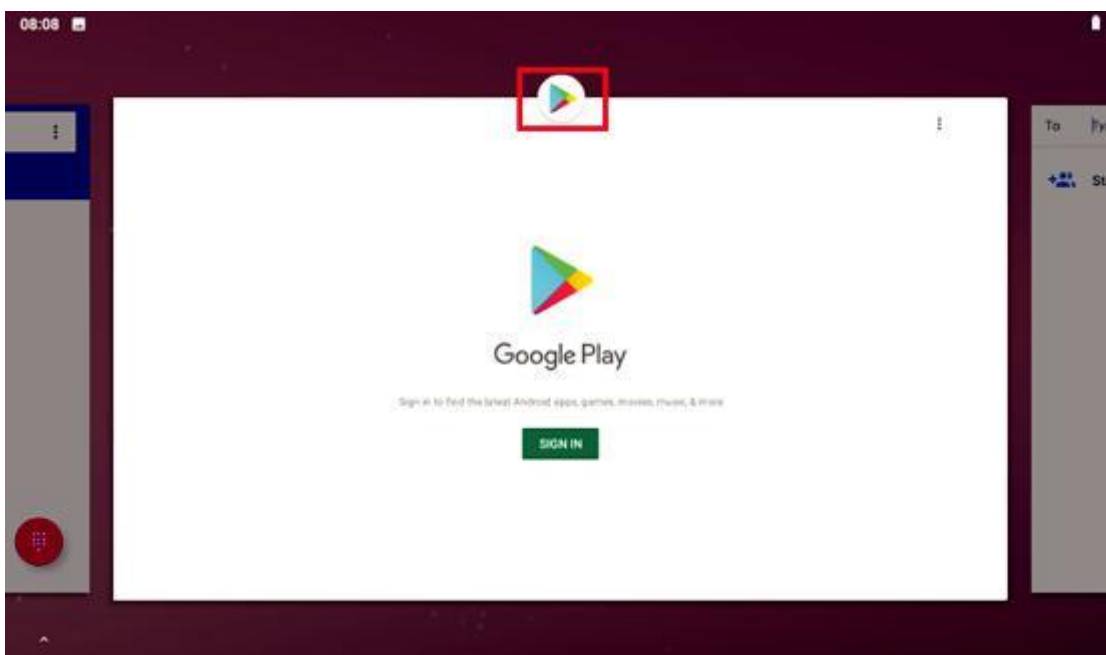 08:08
To
St
Google Play
Sign in to find the latest Android apps, games, movies, music, & more
SIGN IN